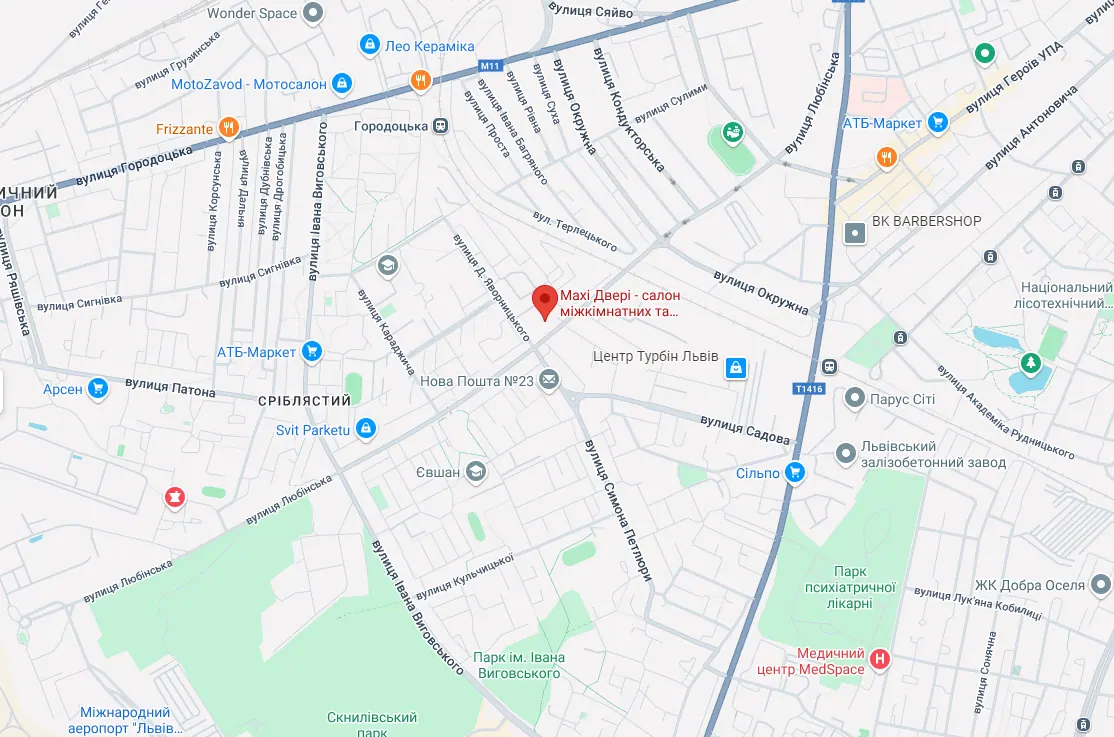 вулиця Сяйво
Wonder Space
вулиця Грузинська
Лео Кераміка
M11
MotoZavod - Мотосалон
Frizzante
Городоцька
вулиця Городоцька
вулиця Проста
вулиця Івана Багряного
вулиця Рівна
вулиця Суха
вулиця Окружна
вулиця Кондукторська
вулиця Сулими
вулиця Любінська
вулиця Героїв УПА
АТБ-Маркет
вулиця Антоновича
ИЧНИЙ
ОН
вулиця Корсунська
вулиця Дальня
вулиця Дубнівська
вулиця Дрогобицька
вулиця Івана Виговського
вул. Терлецького
BK BARBERSHOP
вулиця Ряшівська
вулиця Сигнівка
вулиця Сигнівка
вулиця Д. Яворницького
вулиця Караджича
Махі Двері - салон
міжкімнатних та...
вулиця Окружна
Національний
лісотехнічний...
АТБ-Маркет
Центр Турбін Львів
Арсен
вулиця Патона
Нова Пошта №23
T1416
СРІБЛЯСТИЙ
Парус Сіті
вулиця Академіка Рудницького
Svit Parketu
вулиця Садова
Львівський
залізобетонний завод
Євшан
Сільпо
вулиця Любінська
вулиця Симона Петлюри
вулиця Любінська
вулиця Кульчицької
вулиця Івана Виговського
Парк
психіатричної
лікарні
ЖК Добра Оселя
вулиця Лук'яна Кобилиці
вулиця Сонячна
Медичний
центр MedSpace
Парк ім. Івана
Виговського
Міжнародний
аеропорт "Львів...
Скнилівський
парк